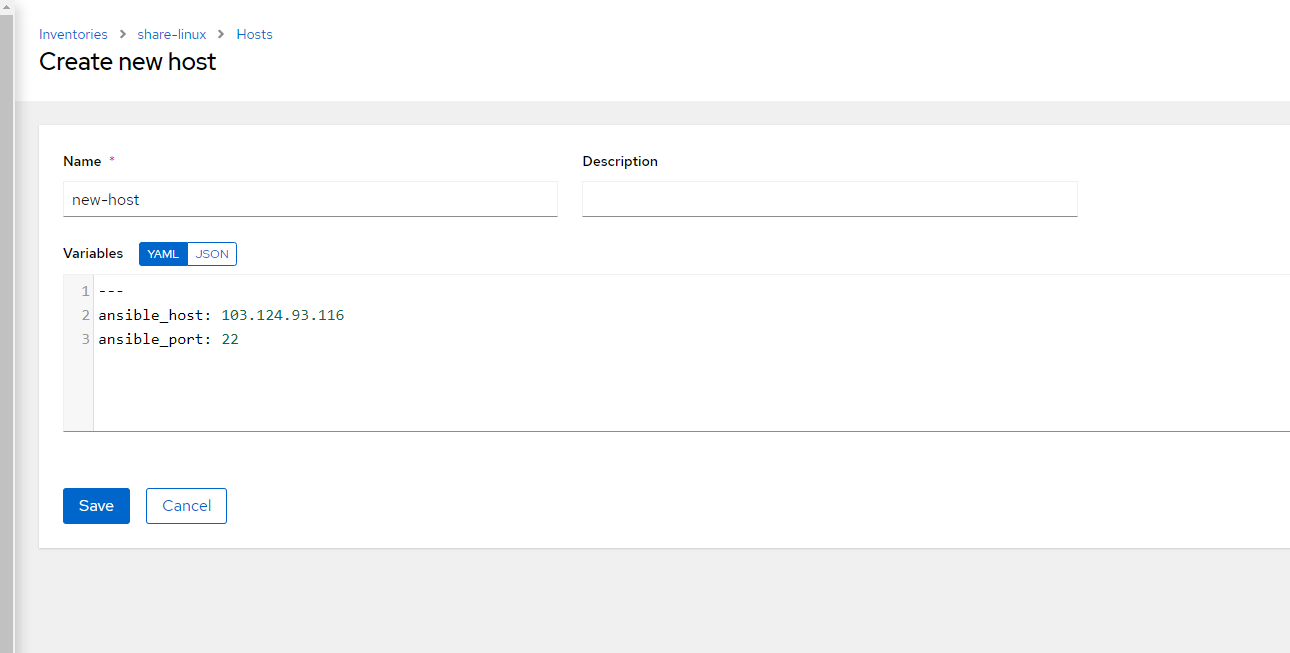 Inventories > share-linux > Hosts
Create new host
Name * Description
new-host
Variables YAML JSON
1 ---
2 ansible_host: 103.124.93.116
3 ansible_port: 22
Save Cancel